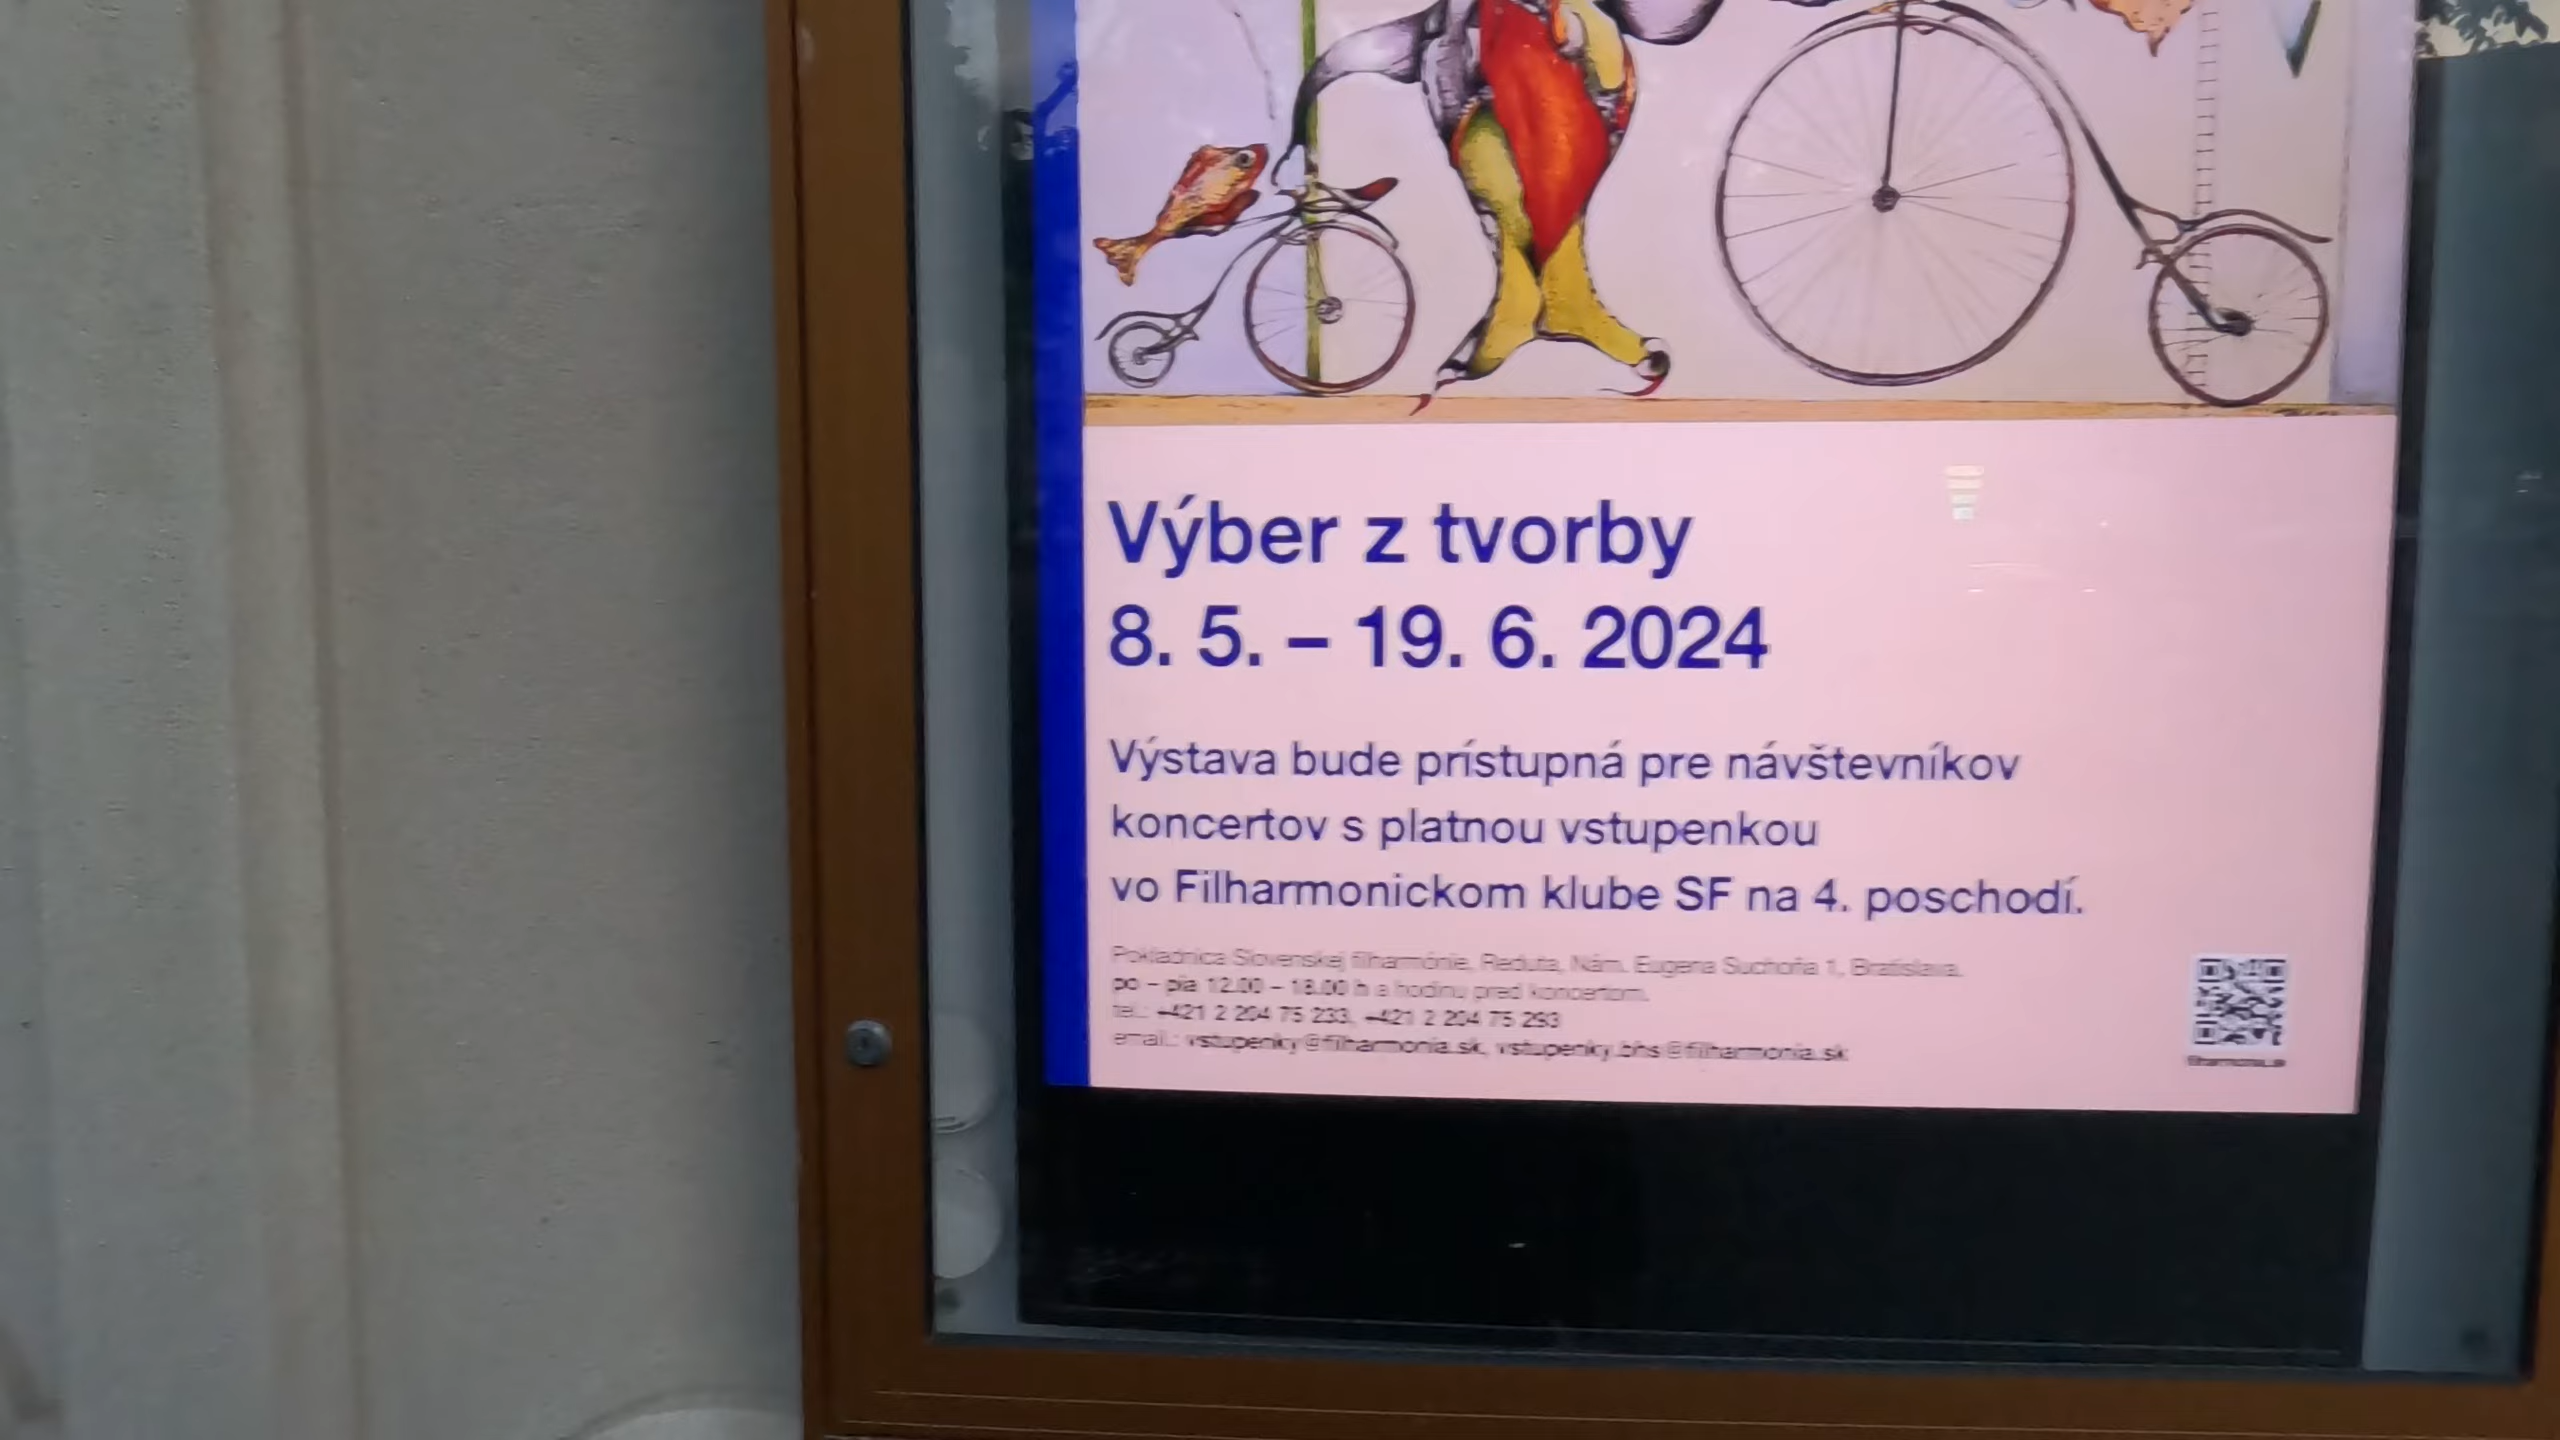 Výber z tvorby
8. 5. – 19. 6. 2024
Výstava bude prístupná pre návštevníkov
koncertov s platnou vstupenkou
vo Filharmonickom klube SF na 4. poschodí.
Pokladnica Slovenskej filharmónie, Reduta, Nám. Eugena Suchoňa 1, Bratislava.
po – pia 12.00 – 18.00 h a hodinu pred koncertom.
tel.: +421 2 204 75 233, +421 2 204 75 293
email.: vstupenky@filharmonia.sk, vstupenky.bhs@filharmonia.sk